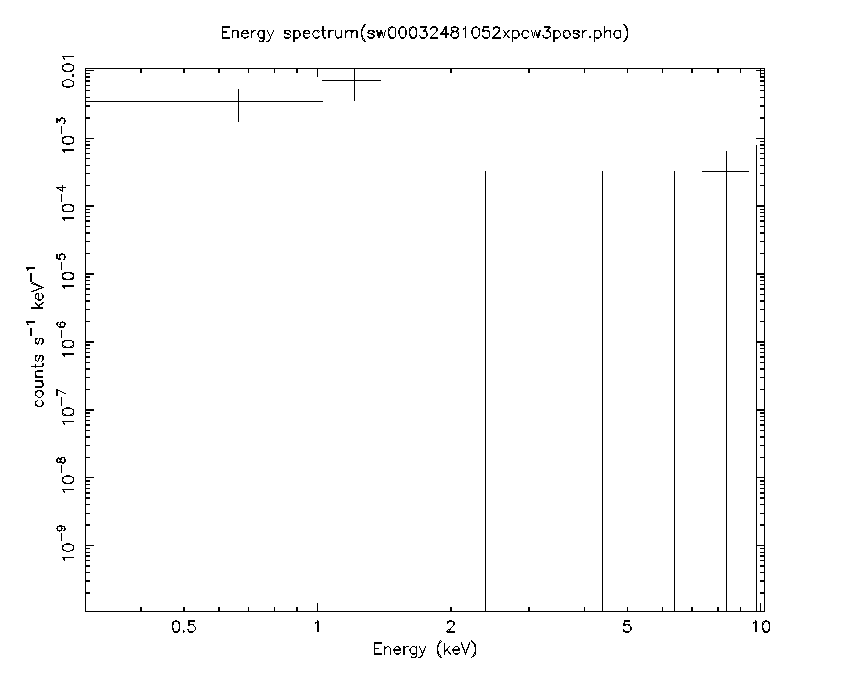 Energy spectrum(sw00032481052xpcw3posr.pha)
0.01
10⁻³
10⁻⁴
10⁻⁵
10⁻⁶
10⁻⁷
10⁻⁸
10⁻⁹
counts s⁻¹ keV⁻¹
0.5 1 2 5 10
Energy (keV)